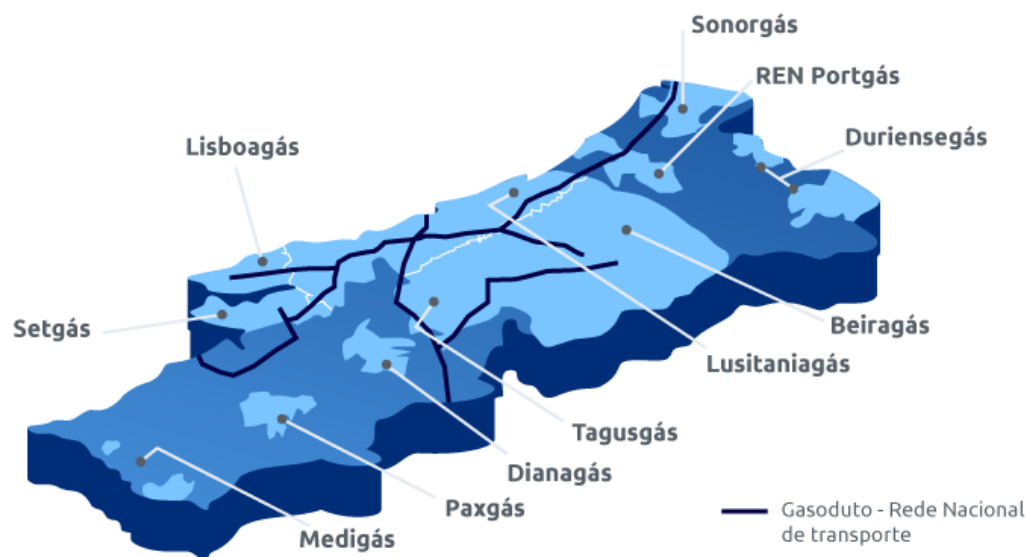 Sonorgás
REN Portgás
Duriensegás
Lisboagás
Setgás
Beiragás
Lusitaniagás
Tagusgás
Dianagás
Paxgás
Medigás
Gasoduto - Rede Nacional
de transporte